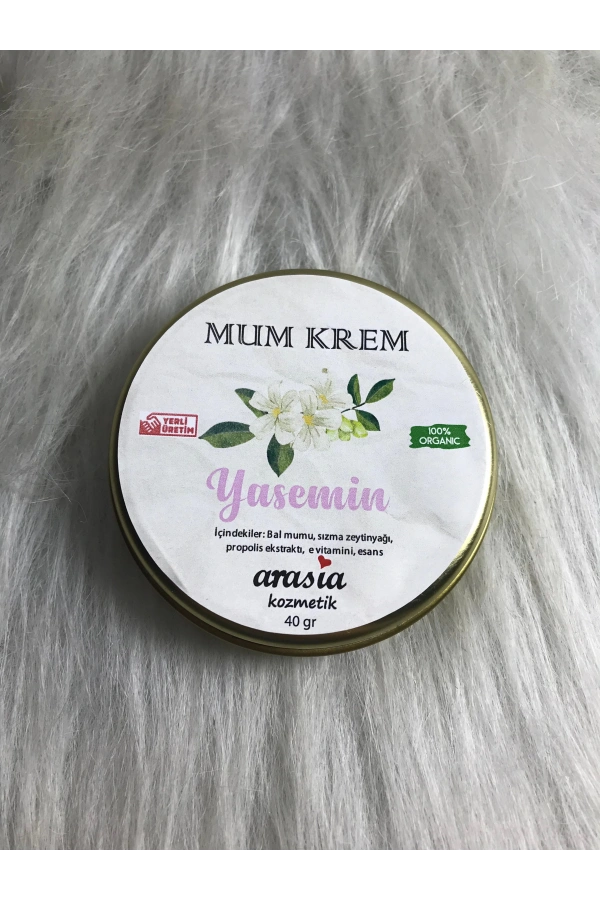 MUM KREM
YERLİ
ÜRETİM
100%
ORGANIC
Yasemin
İçindekiler: Bal mumu, sızma zeytinyağı,
propolis ekstraktı, e vitamini, esans
arasia
kozmetik
40 gr